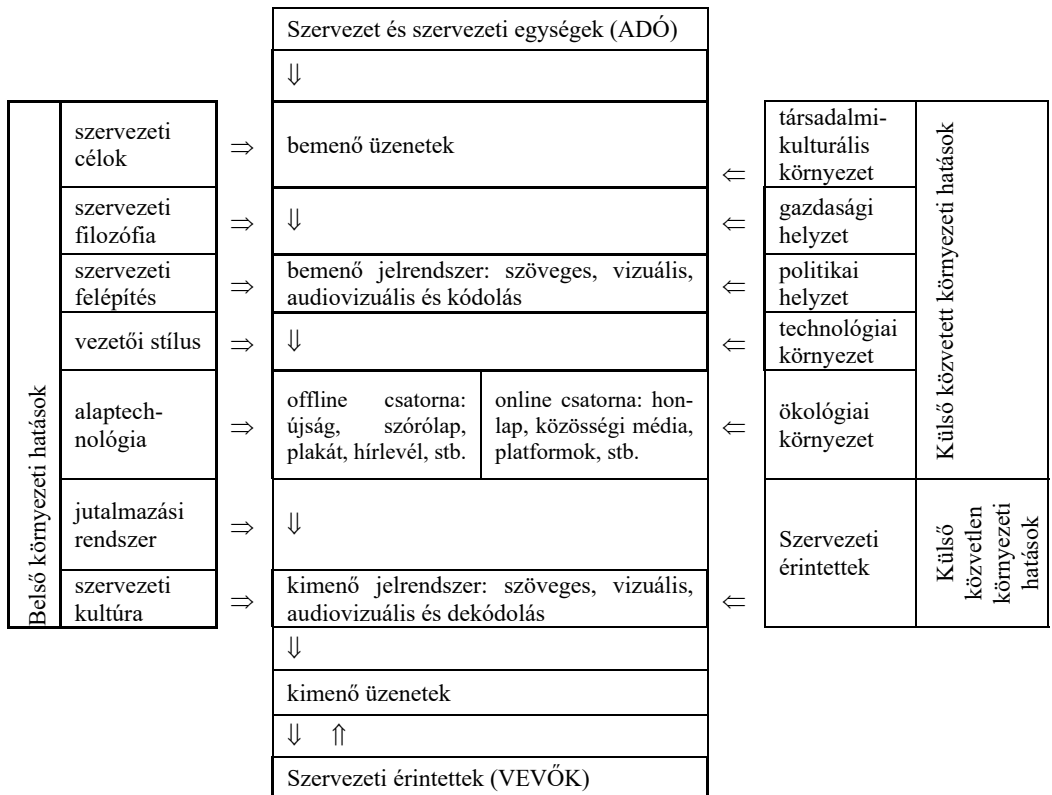 Szervezet és szervezeti egységek (ADÓ)
⇓
Belső környezeti hatások
szervezeti
célok
⇒
bemenő üzenetek
⇐
társadalmi-
kulturális
környezet
Külső közvetett környezeti hatások
szervezeti
filozófia
⇒
⇓
⇐
gazdasági
helyzet
szervezeti
felépítés
⇒
bemenő jelrendszer: szöveges, vizuális,
audiovizuális és kódolás
⇐
politikai
helyzet
vezetői stílus
⇒
⇓
⇐
technológiai
környezet
alaptech-
nológia
⇒
offline csatorna:
újság, szórólap,
plakát, hírlevél, stb.
online csatorna: hon-
lap, közösségi média,
platformok, stb.
⇐
ökológiai
környezet
jutalmazási
rendszer
⇒
⇓
Szervezeti
érintettek
Külső
közvetlen
környezeti
hatások
szervezeti
kultúra
⇒
kimenő jelrendszer: szöveges, vizuális,
audiovizuális és dekódolás
⇐
⇓
kimenő üzenetek
⇓ ⇑
Szervezeti érintettek (VEVŐK)